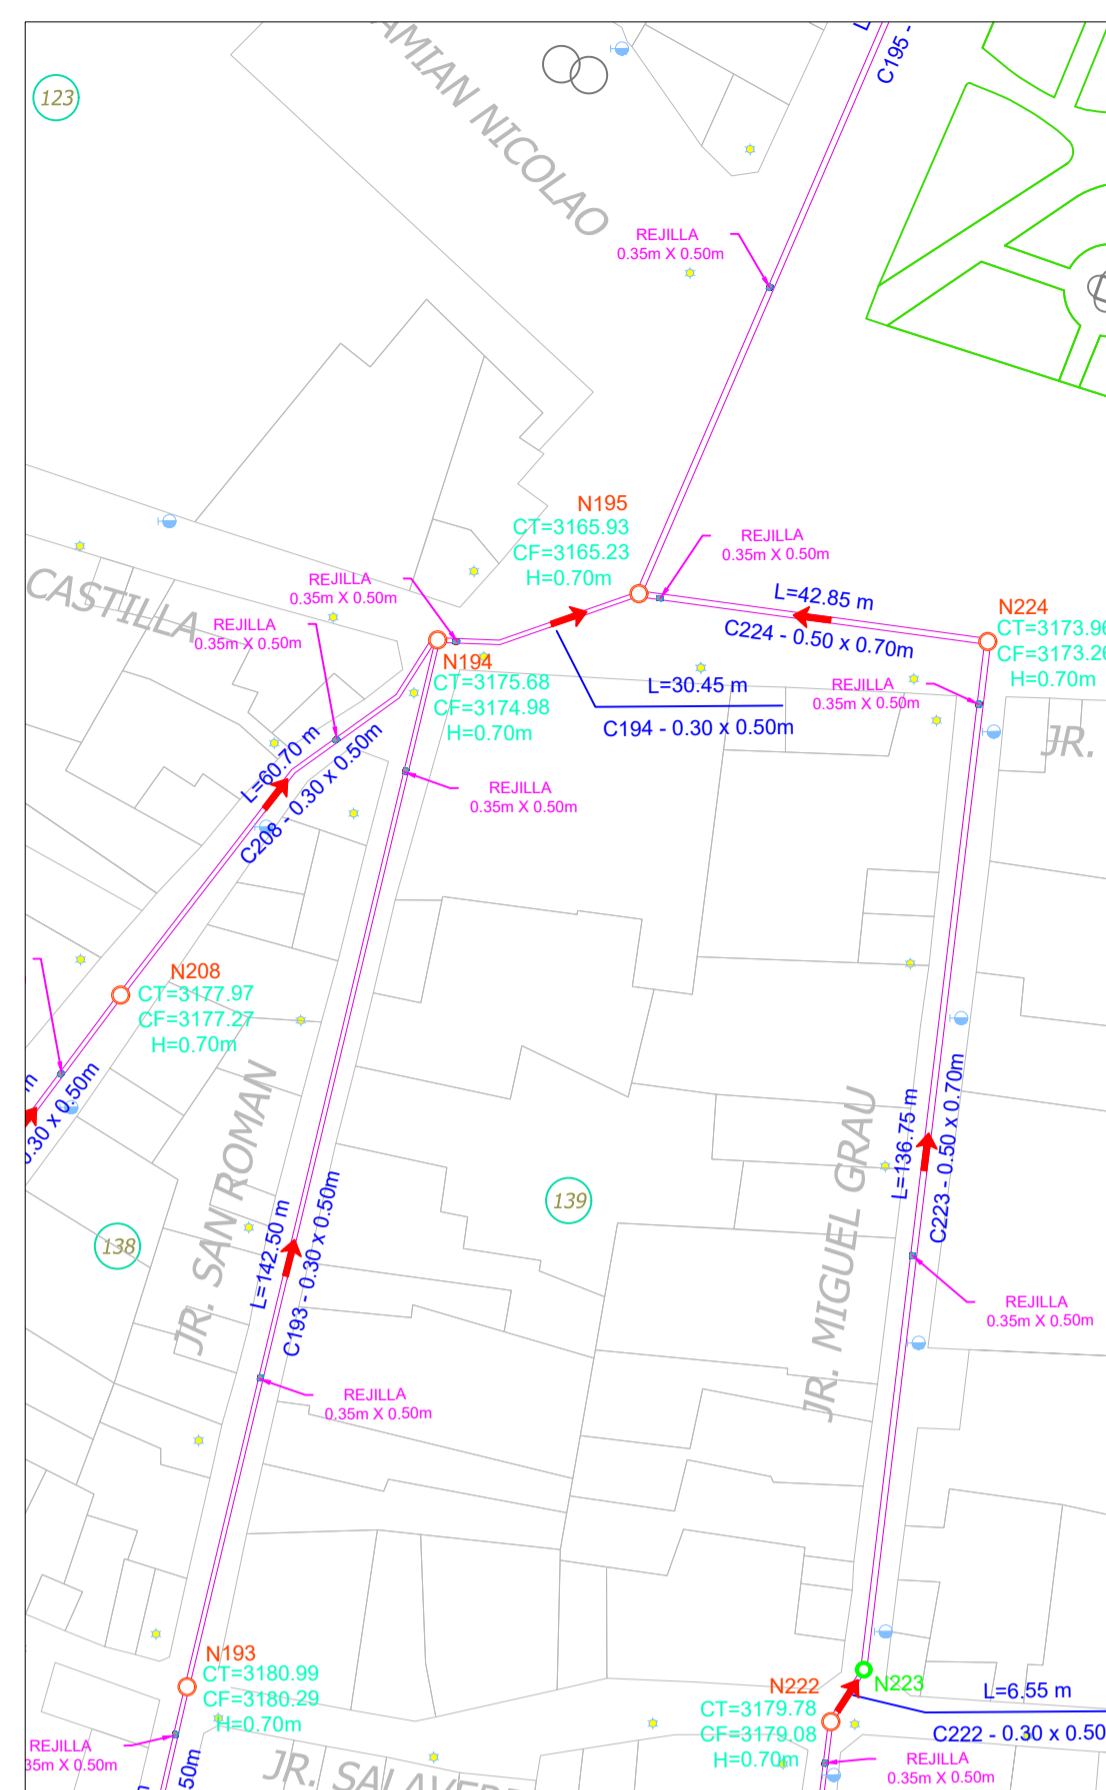 123
AMIAN NICOLAO
C195 -
REJILLA
0.35m X 0.50m
N195
CT=3165.93
CF=3165.23
H=0.70m
REJILLA
0.35m X 0.50m
L=42.85 m
C224 - 0.50 x 0.70m
N224
CT=3173.96
CF=3173.26
H=0.70m
CASTILLA
REJILLA
0.35m X 0.50m
REJILLA
0.35m X 0.50m
N194
CT=3175.68
CF=3174.98
H=0.70m
L=30.45 m
C194 - 0.30 x 0.50m
REJILLA
0.35m X 0.50m
JR.
L=60.70 m
C208 - 0.30 x 0.50m
REJILLA
0.35m X 0.50m
N208
CT=3177.97
CF=3177.27
H=0.70m
0.30 x 0.50m
JR. SAN ROMAN
138
139
L=142.50 m
C193 - 0.30 x 0.50m
JR. MIGUEL GRAU
L=136.75 m
C223 - 0.50 x 0.70m
REJILLA
0.35m X 0.50m
REJILLA
0.35m X 0.50m
N193
CT=3180.99
CF=3180.29
H=0.70m
REJILLA
35m X 0.50m
50m
JR. SALAVER
N222
CT=3179.78
CF=3179.08
H=0.70m
N223
L=6.55 m
C222 - 0.30 x 0.50
REJILLA
0.35m X 0.50m